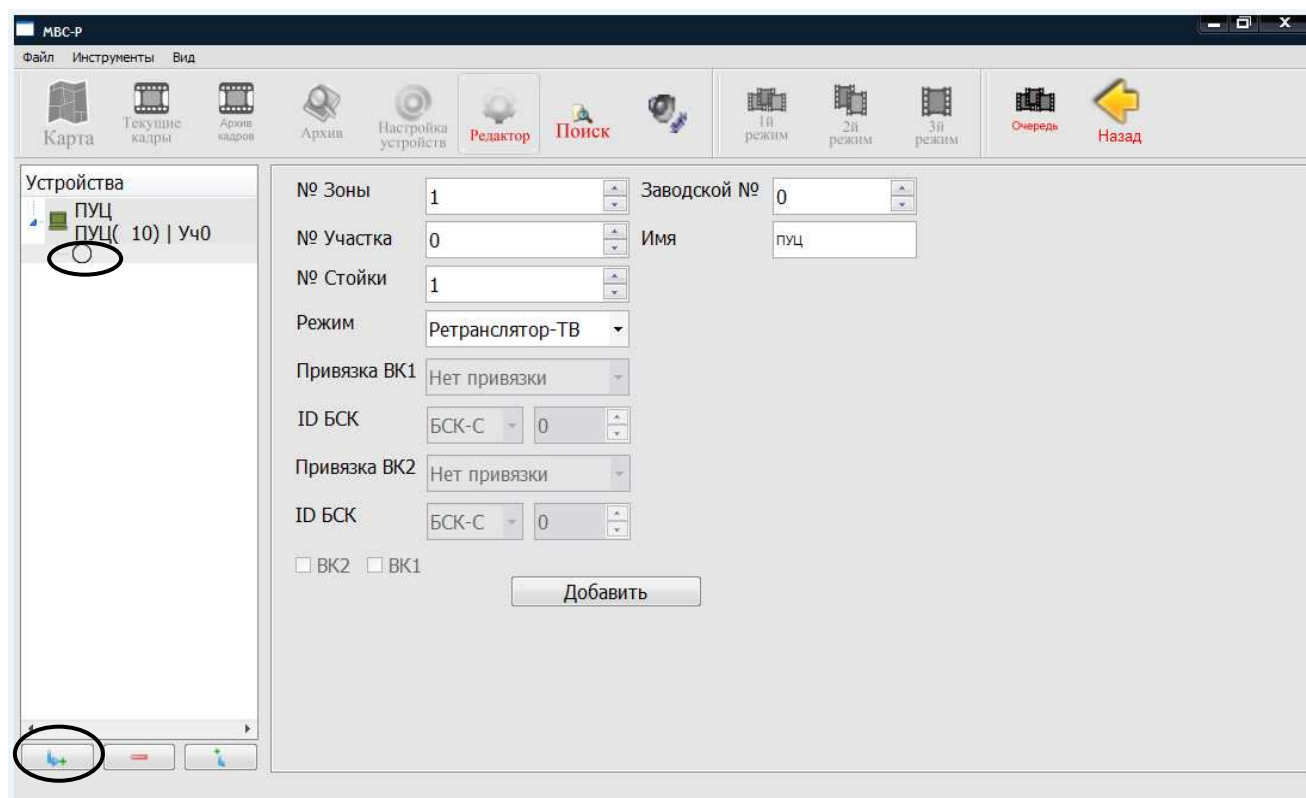 МВС-Р
Файл Инструменты Вид
Карта
Текущие кадры
Архив кадров
Архив
Настройка устройств
Редактор
Поиск
1й режим
2й режим
3й режим
Очередь
Назад
Устройства
ПУЦ
ПУЦ( 10) | Уч0
№ Зоны 1 Заводской № 0
№ Участка 0 Имя ПУЦ
№ Стойки 1
Режим Ретранслятор-ТВ
Привязка ВК1 Нет привязки
ID БСК БСК-С 0
Привязка ВК2 Нет привязки
ID БСК БСК-С 0
ВК2 ВК1
Добавить